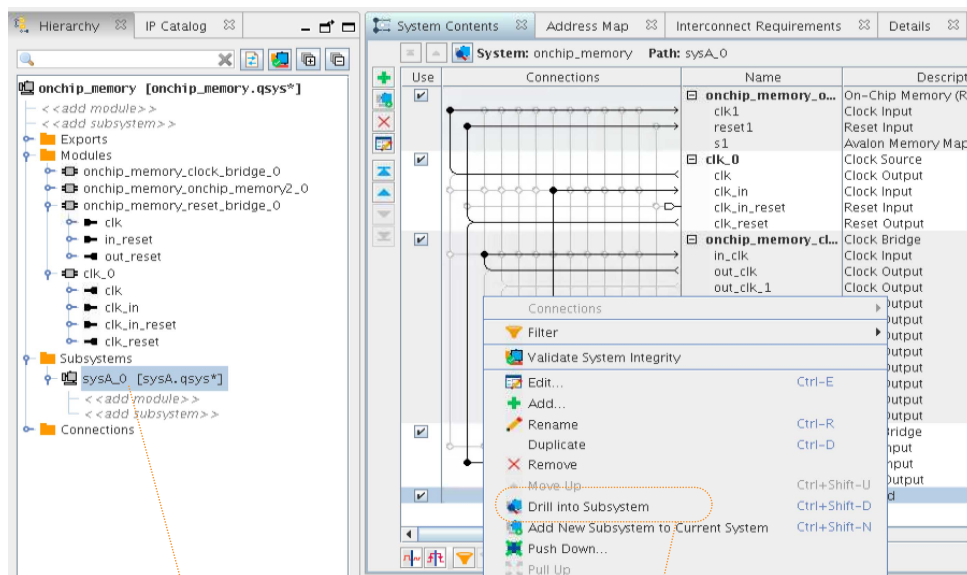 Hierarchy
IP Catalog
onchip_memory [onchip_memory.qsys*]
<<add module>>
<<add subsystem>>
Exports
Modules
onchip_memory_clock_bridge_0
onchip_memory_onchip_memory2_0
onchip_memory_reset_bridge_0
clk
in_reset
out_reset
clk_0
clk
clk_in
clk_in_reset
clk_reset
Subsystems
sysA_0 [sysA.qsys*]
<<add module>>
<<add subsystem>>
Connections
System Contents
Address Map
Interconnect Requirements
Details
System: onchip_memory Path: sysA_0
Use Connections Name Descript
onchip_memory_o... On-Chip Memory (R
clk1 Clock Input
reset1 Reset Input
s1 Avalon Memory Map
clk_0 Clock Source
clk Clock Output
clk_in Clock Input
clk_in_reset Reset Input
clk_reset Reset Output
onchip_memory_cl... Clock Bridge
in_clk Clock Input
out_clk Clock Output
out_clk_1 Clock Output
Connections
Filter
Validate System Integrity
Edit... Ctrl-E
Add...
Rename Ctrl-R
Duplicate Ctrl-D
Remove
Move Up Ctrl+Shift-U
Drill into Subsystem Ctrl+Shift-D
Add New Subsystem to Current System Ctrl+Shift-N
Push Down...
Pull Up